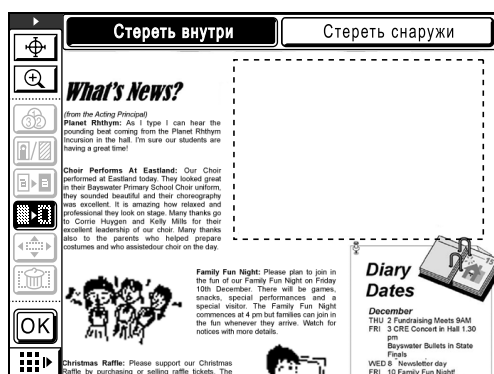 Стереть внутри
Стереть снаружи
What's News?
(from the Acting Principal)
Planet Rhthym: As I type I can hear the
pounding beat coming from the Planet Rhthym
Incursion in the hall. I'm sure our students are
having a great time!
Choir Performs At Eastland: Our Choir
performed at Eastland today. They looked great
in their Bayswater Primary School Choir uniform,
they sounded beautiful and their choreography
was excellent. It is amazing how relaxed and
professional they look on stage. Many thanks go
to Corrie Huygen and Kelly Mills for their
excellent leadership of our choir. Many thanks
also to the parents who helped prepare
costumes and who assistedour choir on the day.
Family Fun Night: Please plan to join in
the fun of our Family Fun Night on Friday
10th December. There will be games,
snacks, special performances and a
special visitor. The Family Fun Night
commences at 4 pm but families can join in
the fun whenever they arrive. Watch for
notices with more details.
Christmas Raffle: Please support our Christmas
Raffle by purchasing or selling raffle tickets. The
Diary
Dates
December
THU 2 Fundraising Meets 9AM
FRI 3 CRE Concert in Hall 1.30
pm
Bayswater Bullets in State
Finals
WED 8 Newsletter day
FRI 10 Family Fun Night!
OK